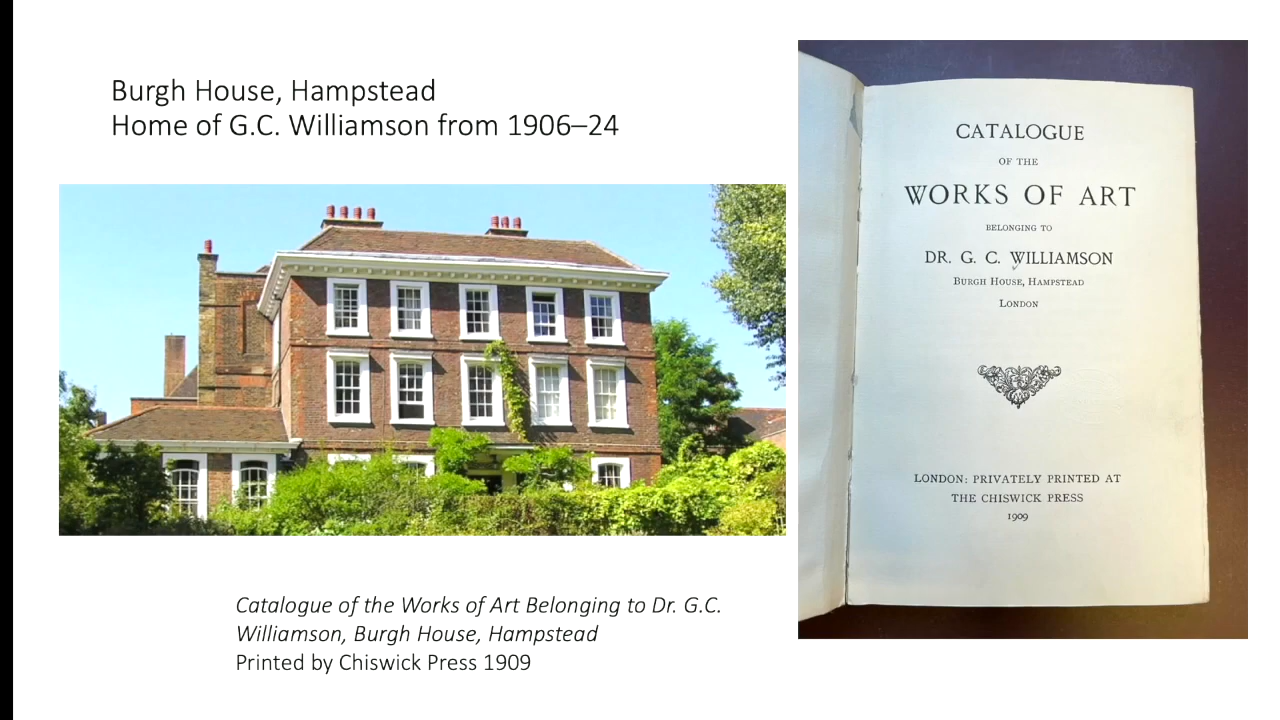 Burgh House, Hampstead
Home of G.C. Williamson from 1906–24
CATALOGUE
OF THE
WORKS OF ART
BELONGING TO
DR. G. C. WILLIAMSON
BURGH HOUSE, HAMPSTEAD
LONDON
LONDON: PRIVATELY PRINTED AT
THE CHISWICK PRESS
1909
Catalogue of the Works of Art Belonging to Dr. G.C.
Williamson, Burgh House, Hampstead
Printed by Chiswick Press 1909